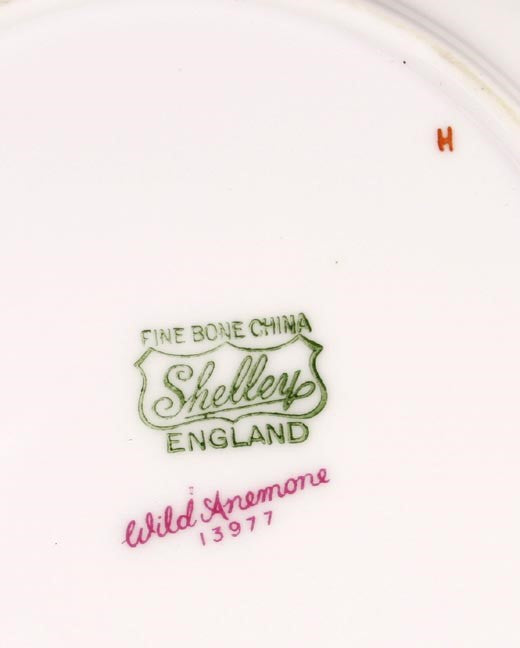 H
FINE BONE CHINA
Shelley
ENGLAND
Wild Anemone
13977